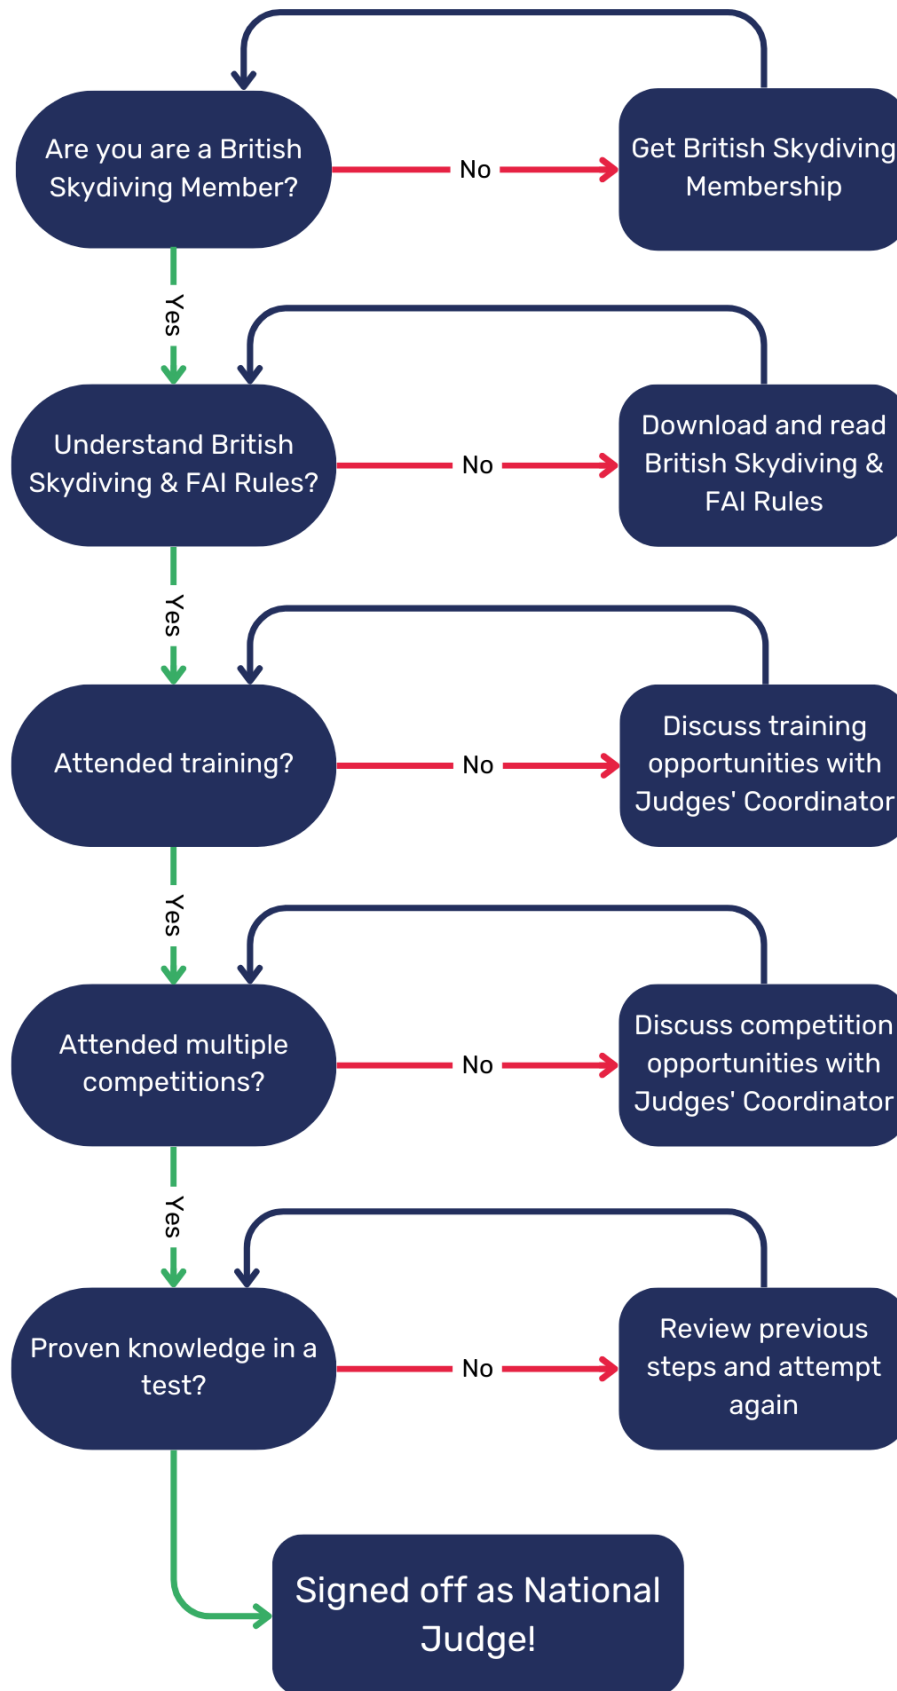 Are you are a British
Skydiving Member?
No
Get British Skydiving
Membership
Yes
Understand British
Skydiving & FAI Rules?
No
Download and read
British Skydiving &
FAI Rules
Yes
Attended training?
No
Discuss training
opportunities with
Judges' Coordinator
Yes
Attended multiple
competitions?
No
Discuss competition
opportunities with
Judges' Coordinator
Yes
Proven knowledge in a
test?
No
Review previous
steps and attempt
again
Signed off as National
Judge!